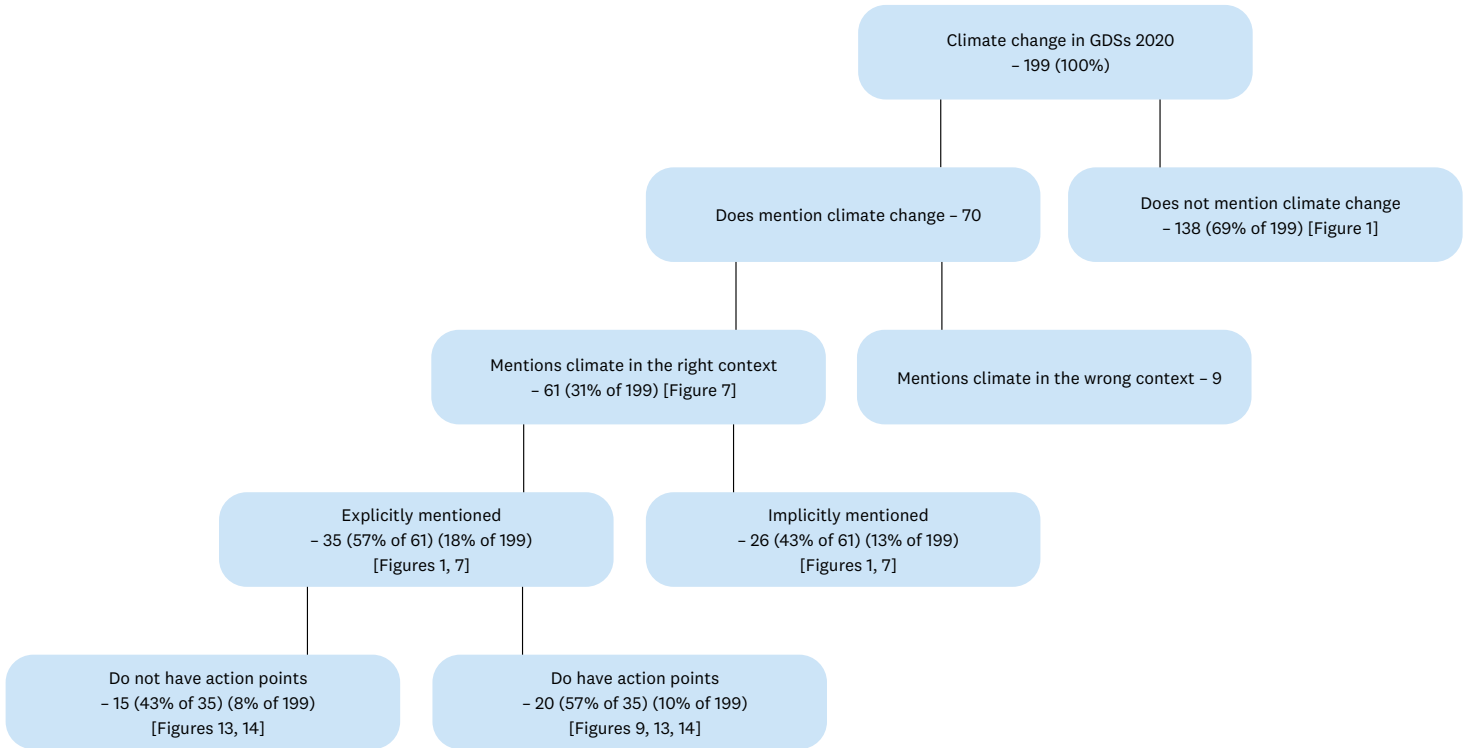 Climate change in GDSs 2020
– 199 (100%)
Does mention climate change – 70
Does not mention climate change
– 138 (69% of 199) [Figure 1]
Mentions climate in the right context
– 61 (31% of 199) [Figure 7]
Mentions climate in the wrong context – 9
Explicitly mentioned
– 35 (57% of 61) (18% of 199)
[Figures 1, 7]
Implicitly mentioned
– 26 (43% of 61) (13% of 199)
[Figures 1, 7]
Do not have action points
– 15 (43% of 35) (8% of 199)
[Figures 13, 14]
Do have action points
– 20 (57% of 35) (10% of 199)
[Figures 9, 13, 14]